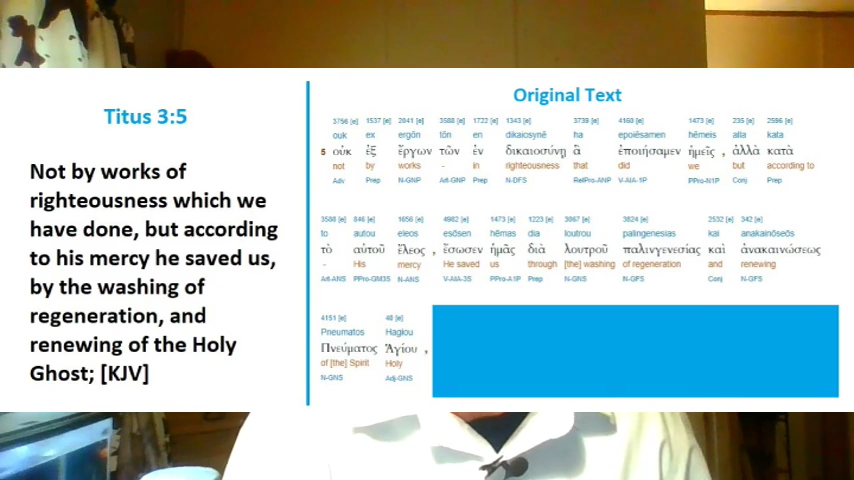 Titus 3:5
Not by works of
righteousness which we
have done, but according
to his mercy he saved us,
by the washing of
regeneration, and
renewing of the Holy
Ghost; [KJV]
Original Text
3756 [e] 1537 [e] 2041 [e] 3588 [e] 1722 [e] 1343 [e] 3739 [e] 4160 [e] 1473 [e] 235 [e] 2596 [e]
ouk ex ergōn tōn en dikaiosynē ha epoiēsamen hēmeis alla kata
5 οὐκ ἐξ ἔργων τῶν ἐν δικαιοσύνῃ ἃ ἐποιήσαμεν ἡμεῖς , ἀλλὰ κατὰ
not by works - in righteousness that did we but according to
Adv Prep N-GNP Art-GNP Prep N-DFS RelPro-ANP V-AIA-1P PPro-N1P Conj Prep
3588 [e] 846 [e] 1656 [e] 4982 [e] 1473 [e] 1223 [e] 3067 [e] 3824 [e] 2532 [e] 342 [e]
to autou eleos esōsen hēmas dia loutrou palingenesias kai anakainōseōs
τὸ αὐτοῦ ἔλεος , ἔσωσεν ἡμᾶς διὰ λουτροῦ παλινγενεσίας καὶ ἀνακαινώσεως
- His mercy He saved us through [the] washing of regeneration and renewing
Art-ANS PPro-GM3S N-ANS V-AIA-3S PPro-A1P Prep N-GNS N-GFS Conj N-GFS
4151 [e] 40 [e]
Pneumatos Hagiou
Πνεύματος Ἁγίου ,
of [the] Spirit Holy
N-GNS Adj-GNS